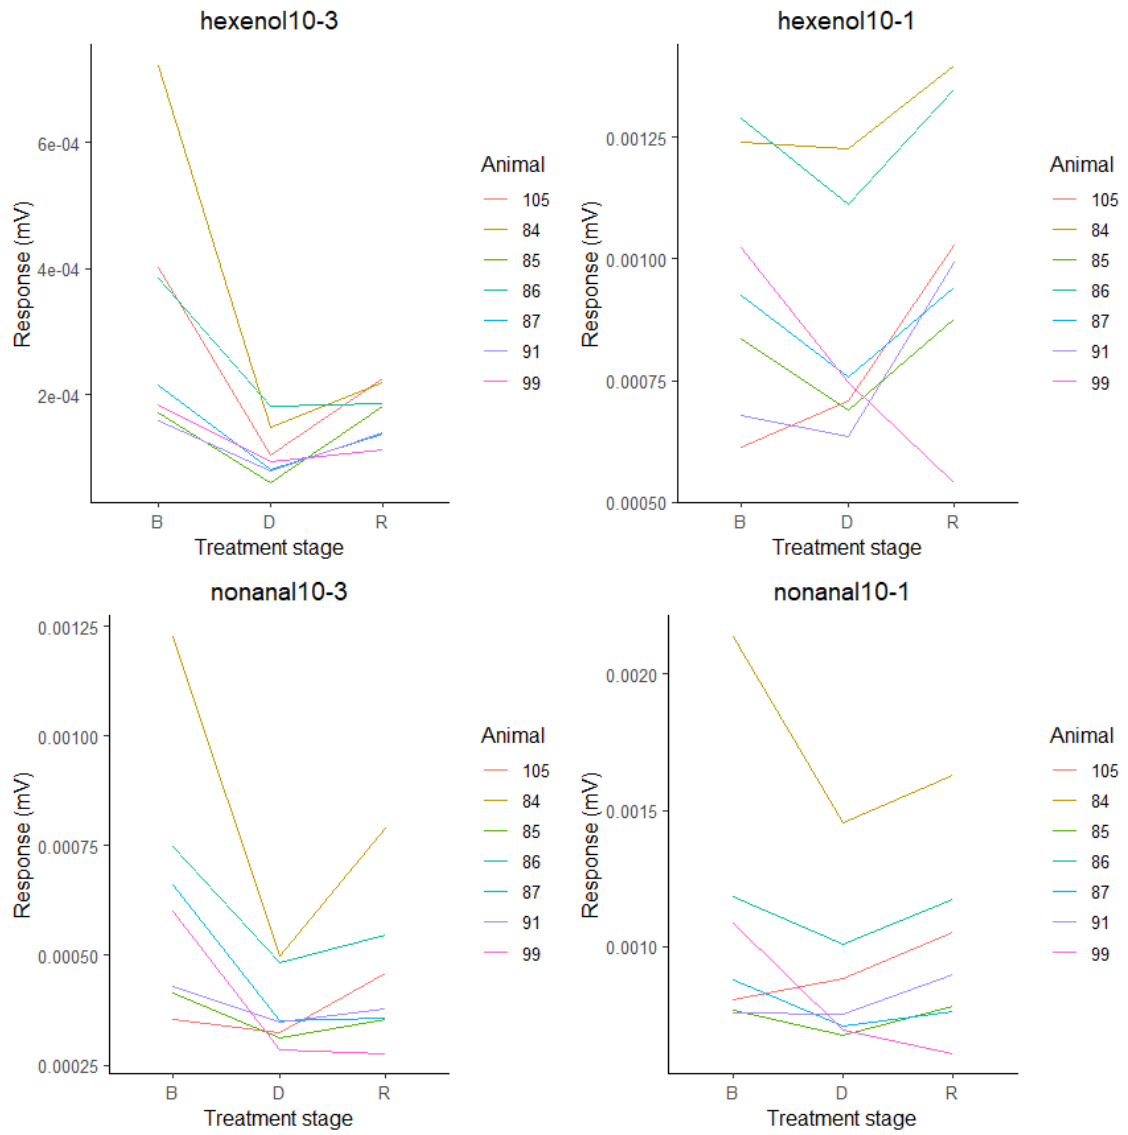 hexenol10-3
Response (mV)
6e-04
4e-04
2e-04
B D R
Treatment stage
Animal
105
84
85
86
87
91
99
hexenol10-1
Response (mV)
0.00125
0.00100
0.00075
0.00050
B D R
Treatment stage
Animal
105
84
85
86
87
91
99
nonanal10-3
Response (mV)
0.00125
0.00100
0.00075
0.00050
0.00025
B D R
Treatment stage
Animal
105
84
85
86
87
91
99
nonanal10-1
Response (mV)
0.0020
0.0015
0.0010
B D R
Treatment stage
Animal
105
84
85
86
87
91
99